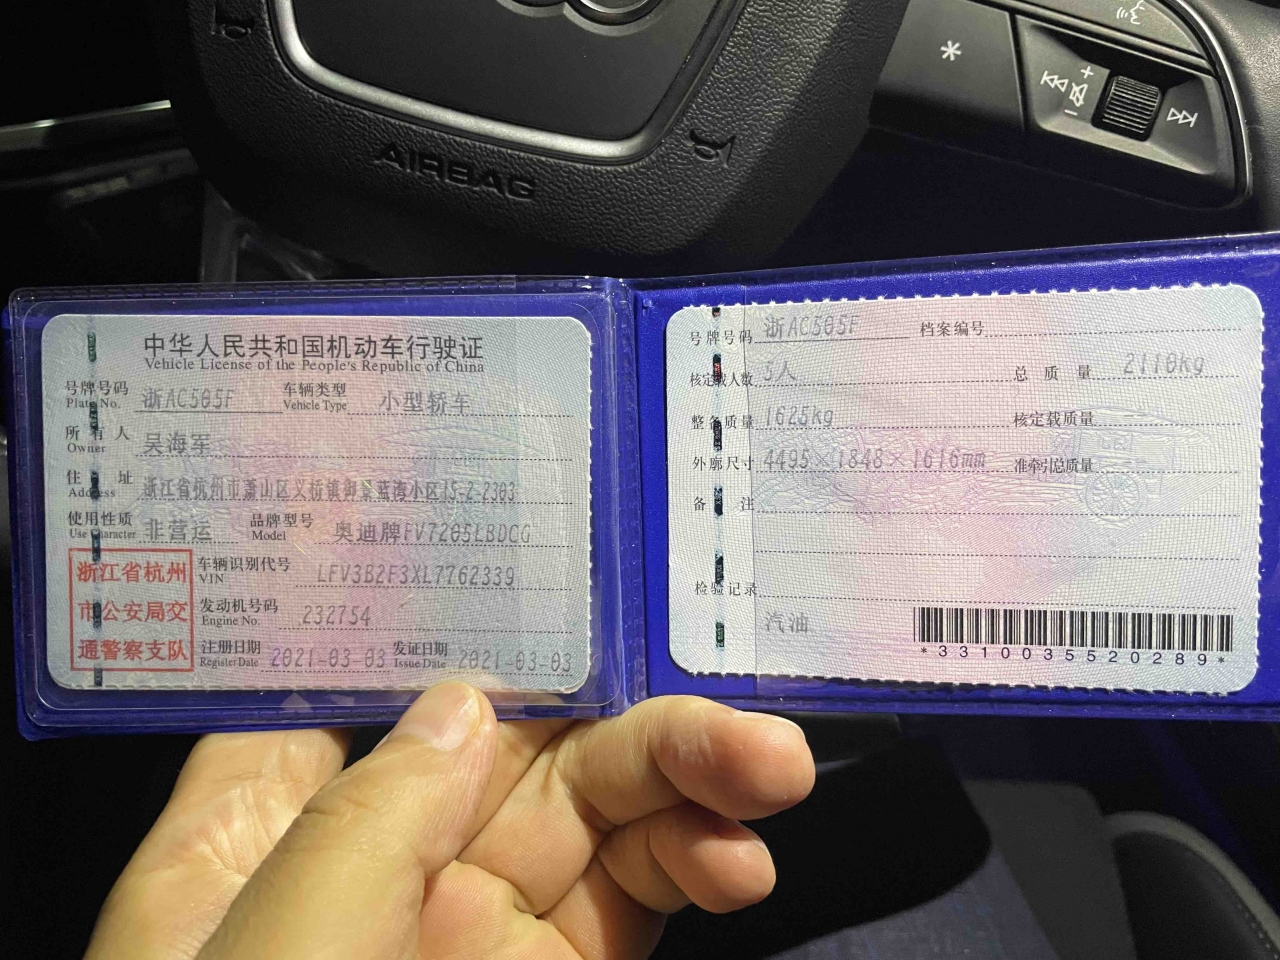 AIRBAG
中华人民共和国机动车行驶证
Vehicle License of the People's Republic of China
号牌号码 浙AC505F 车辆类型 小型轿车
Plate No. Vehicle Type
所有人 吴海军
Owner
住址 浙江省杭州市萧山区义桥镇御景蓝湾小区15-2-2303
Address
使用性质 非营运 品牌型号 奥迪牌FV7205LBDCG
Use Character Model
浙江省杭州
市公安局交
通警察支队
车辆识别代号 LFV3B2F3XL7762339
VIN
发动机号码 232754
Engine No.
注册日期 2021-03-03 发证日期 2021-03-03
Register Date Issue Date
号牌号码 浙AC505F 档案编号
核定载人数 5人 总质量 2110kg
整备质量 1625kg 核定载质量
外廓尺寸 4495×1848×1616mm 准牵引总质量
备注
检验记录
汽油
*3310035520289*